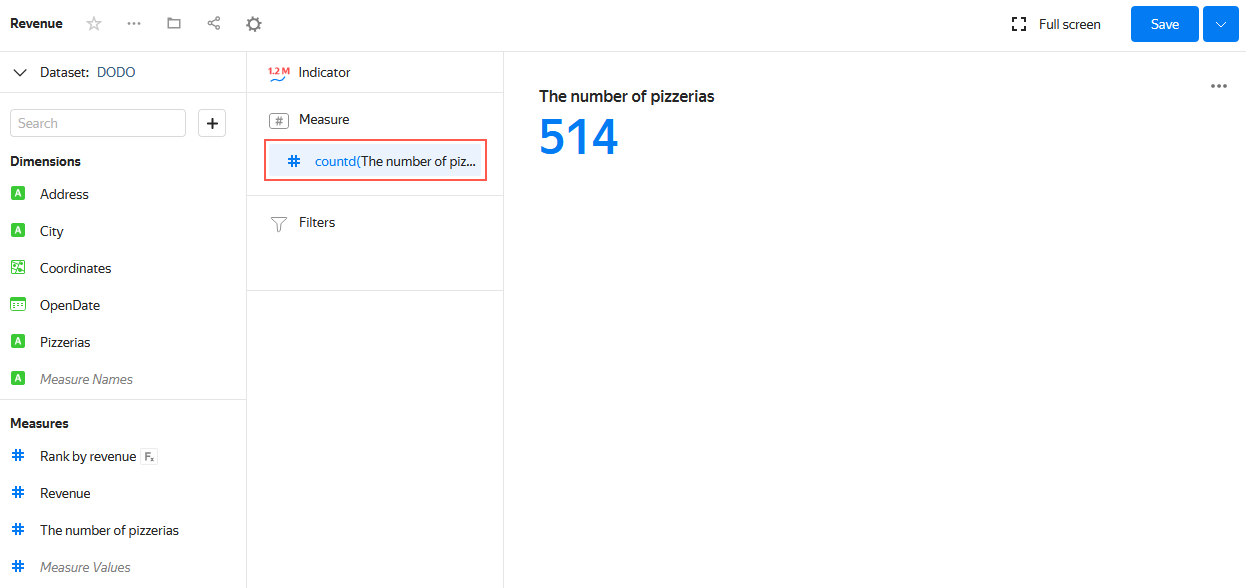 Revenue
Full screen
Save
Dataset: DODO
Search
+
Dimensions
A Address
A City
Coordinates
OpenDate
A Pizzerias
A Measure Names
Measures
# Rank by revenue Fx
# Revenue
# The number of pizzerias
# Measure Values
1.2 M Indicator
# Measure
# countd(The number of piz...
Filters
The number of pizzerias
514